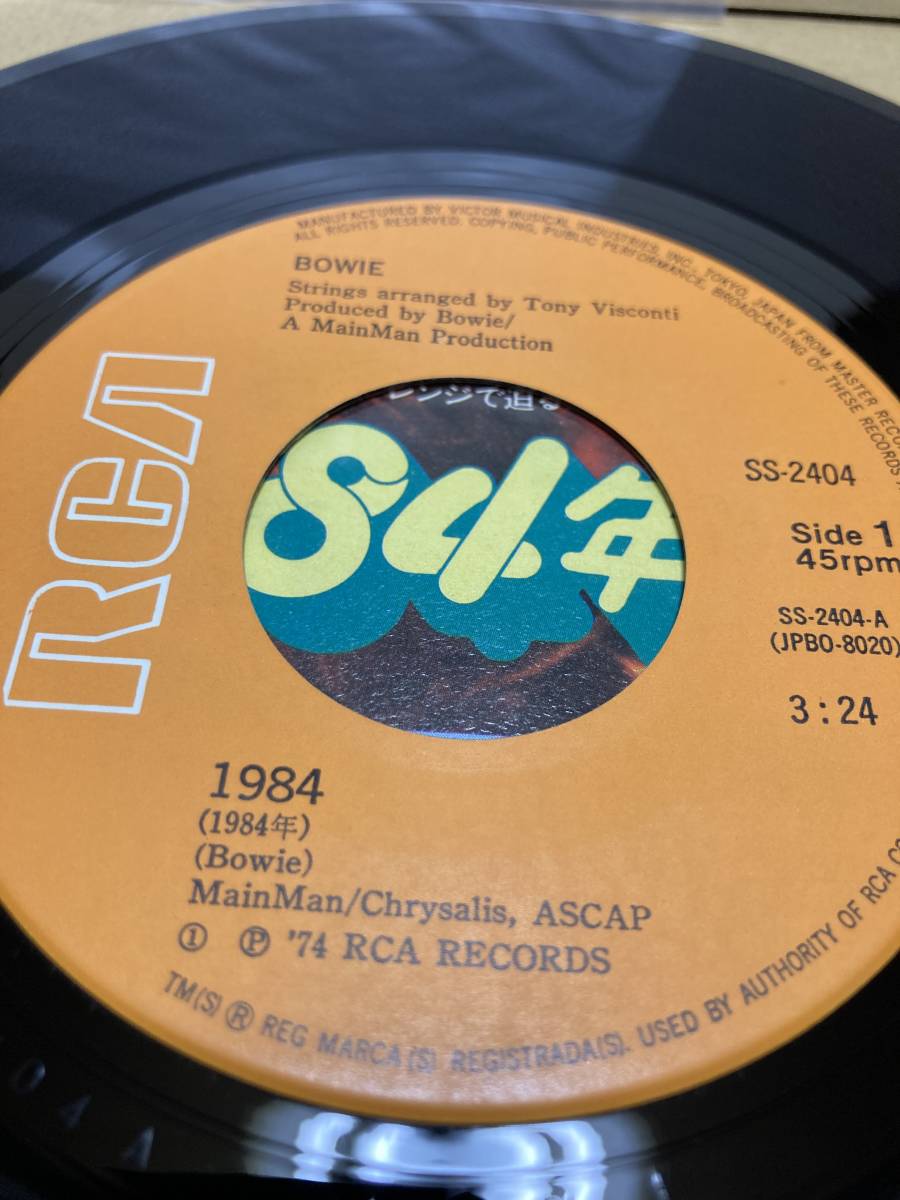 MANUFACTURED BY VICTOR MUSICAL INDUSTRIES, INC. TOKYO, JAPAN FROM MASTER
ALL RIGHTS RESERVED. COPYING, PUBLIC PERFORMANCE, BROADCASTING OF THESE RECORDS
BOWIE
Strings arranged by Tony Visconti
Produced by Bowie/
A MainMan Production
RCA
レンジで迫る
84年
SS-2404
Side 1
45rpm
SS-2404-A
(JPBO-8020)
3:24
1984
(1984年)
(Bowie)
MainMan/Chrysalis, ASCAP
① Ⓟ '74 RCA RECORDS
TM(S) ® REG MARCA(S) REGISTRADA(S). USED BY AUTHORITY OF RCA